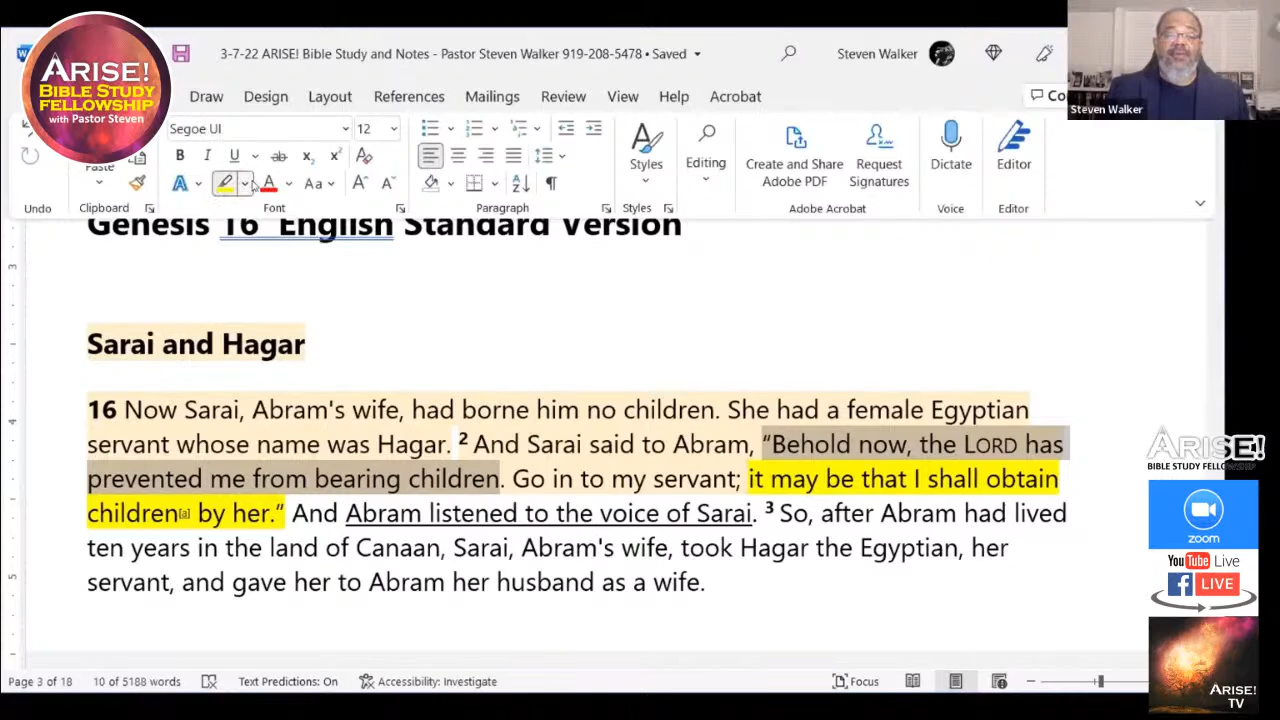 ARISE!
BIBLE STUDY
FELLOWSHIP
with Pastor Steven
3-7-22 ARISE! Bible Study and Notes - Pastor Steven Walker 919-208-5478 • Saved
Steven Walker
Steven Walker
Draw Design Layout References Mailings Review View Help Acrobat Co
Segoe UI 12
Paste
Styles
Editing
Create and Share
Adobe PDF
Request
Signatures
Dictate
Editor
Undo Clipboard Font Paragraph Styles Adobe Acrobat Voice Editor
Genesis 16 English Standard Version
Sarai and Hagar
16 Now Sarai, Abram's wife, had borne him no children. She had a female Egyptian
servant whose name was Hagar. 2 And Sarai said to Abram, “Behold now, the LORD has
prevented me from bearing children. Go in to my servant; it may be that I shall obtain
children[a] by her.” And Abram listened to the voice of Sarai. 3 So, after Abram had lived
ten years in the land of Canaan, Sarai, Abram's wife, took Hagar the Egyptian, her
servant, and gave her to Abram her husband as a wife.
3
4
5
ARISE!
BIBLE STUDY FELLOWSHIP
zoom
YouTube Live
LIVE
ARISE!
TV
Page 3 of 18 10 of 5188 words Text Predictions: On Accessibility: Investigate Focus